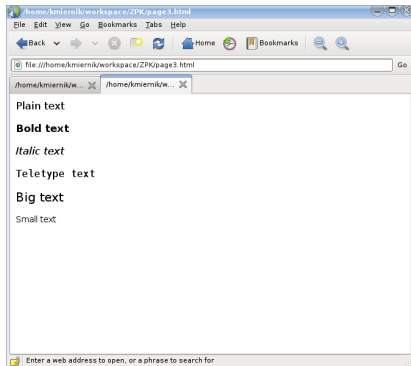 /home/kmiernik/workspace/ZPK/page3.html
File Edit View Go Bookmarks Tabs Help
Back Home Bookmarks
file:///home/kmiernik/workspace/ZPK/page3.html Go
/home/kmiernik/w... /home/kmiernik/w...
Plain text
Bold text
Italic text
Teletype text
Big text
Small text
Enter a web address to open, or a phrase to search for